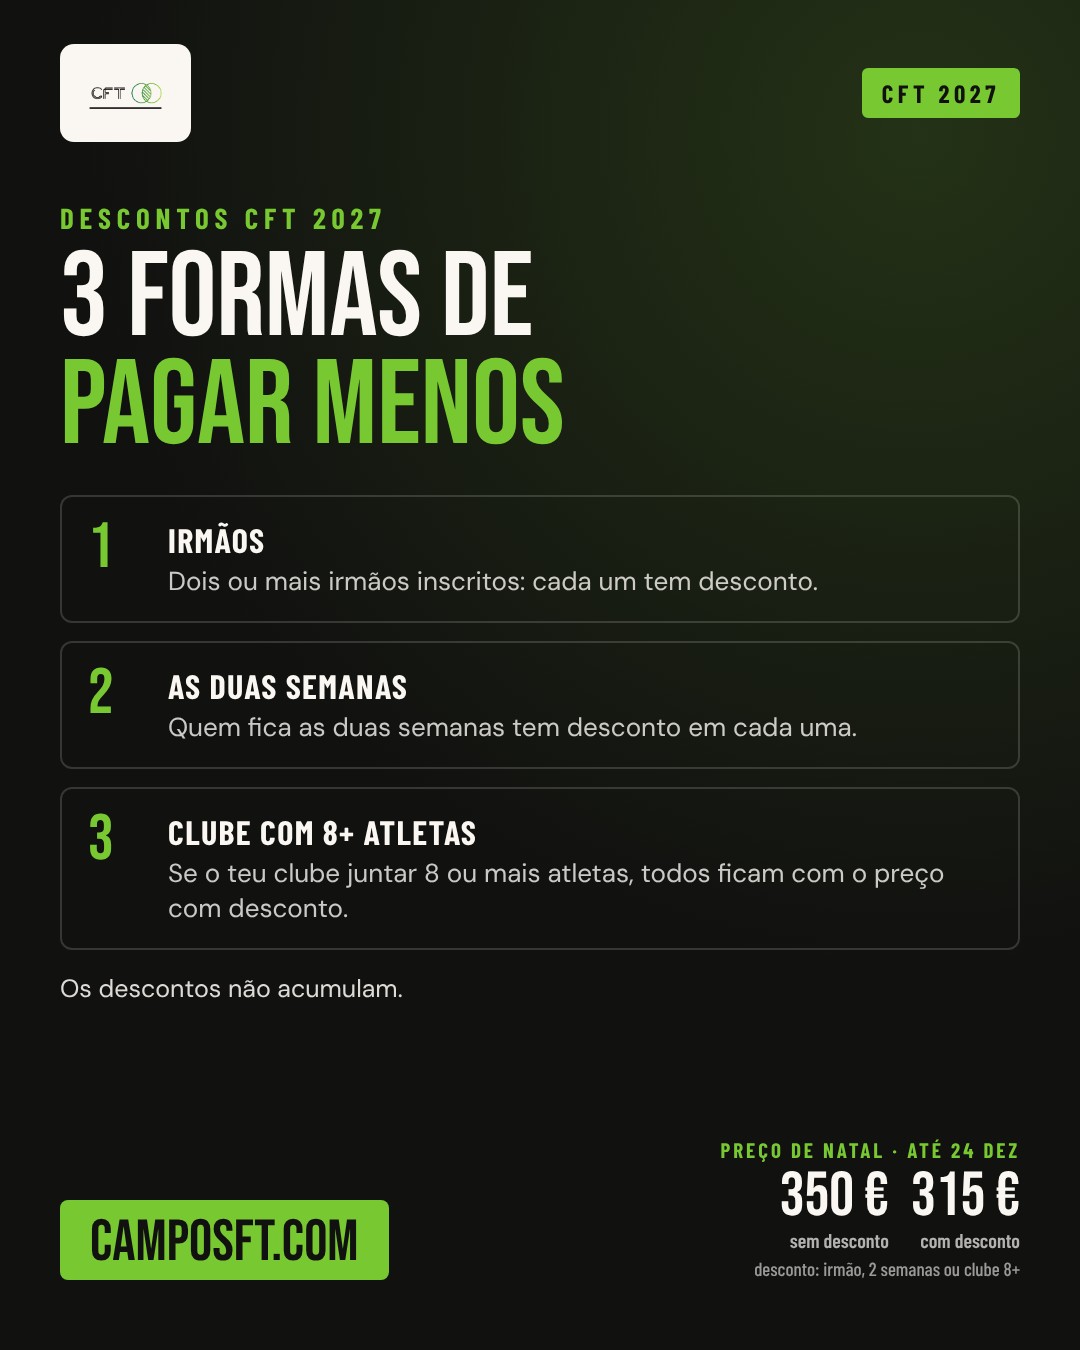 CFT
CFT 2027
DESCONTOS CFT 2027
3 FORMAS DE
PAGAR MENOS
1
IRMÃOS
Dois ou mais irmãos inscritos: cada um tem desconto.
2
AS DUAS SEMANAS
Quem fica as duas semanas tem desconto em cada uma.
3
CLUBE COM 8+ ATLETAS
Se o teu clube juntar 8 ou mais atletas, todos ficam com o preço
com desconto.
Os descontos não acumulam.
CAMPOSFT.COM
PREÇO DE NATAL · ATÉ 24 DEZ
350 € 315 €
sem desconto com desconto
desconto: irmão, 2 semanas ou clube 8+